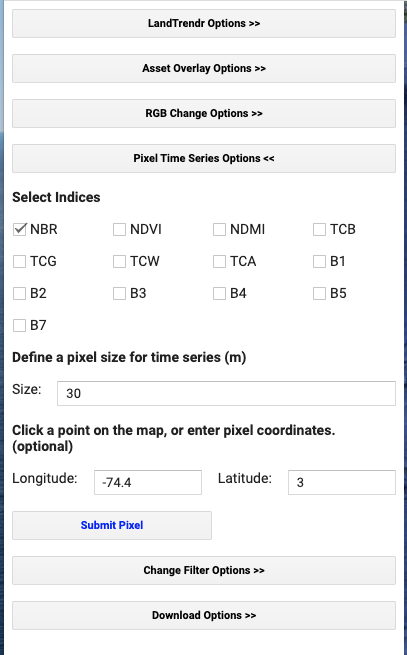 LandTrendr Options >>
Asset Overlay Options >>
RGB Change Options >>
Pixel Time Series Options <<
Select Indices
NBR NDVI NDMI TCB
TCG TCW TCA B1
B2 B3 B4 B5
B7
Define a pixel size for time series (m)
Size: 30
Click a point on the map, or enter pixel coordinates.
(optional)
Longitude: -74.4 Latitude: 3
Submit Pixel
Change Filter Options >>
Download Options >>